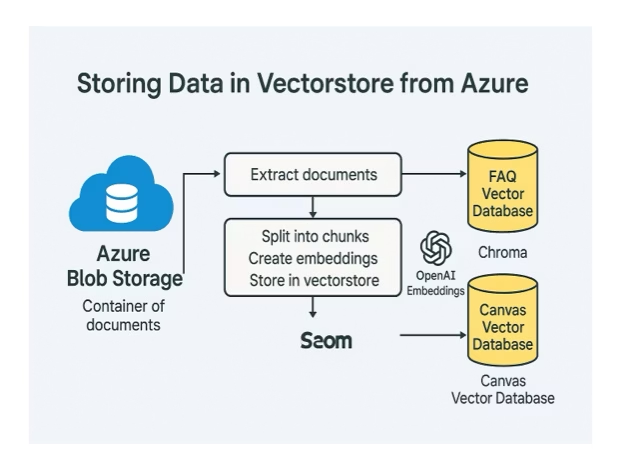 Storing Data in Vectorstore from Azure
Azure
Blob Storage
Container of
documents
Extract documents
Split into chunks
Create embeddings
Store in vectorstore
Seom
OpenAI
Embeddings
FAQ
Vector
Database
Chroma
Canvas
Vector
Database
Canvas
Vector Database